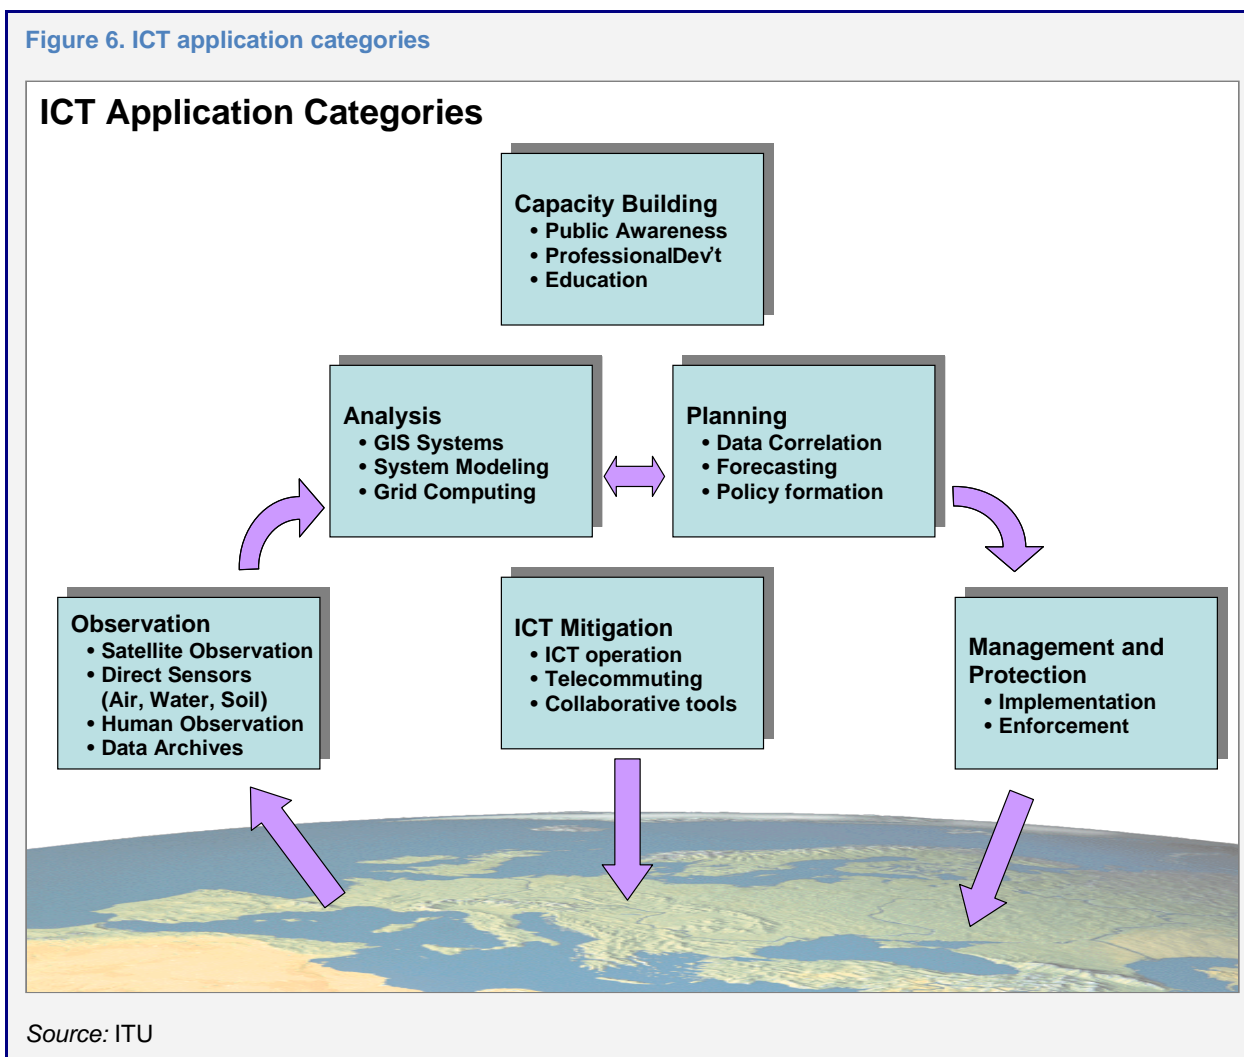 Figure 6. ICT application categories
ICT Application Categories
Capacity Building
• Public Awareness
• ProfessionalDev't
• Education
Analysis
• GIS Systems
• System Modeling
• Grid Computing
Planning
• Data Correlation
• Forecasting
• Policy formation
Observation
• Satellite Observation
• Direct Sensors
(Air, Water, Soil)
• Human Observation
• Data Archives
ICT Mitigation
• ICT operation
• Telecommuting
• Collaborative tools
Management and
Protection
• Implementation
• Enforcement
Source: ITU